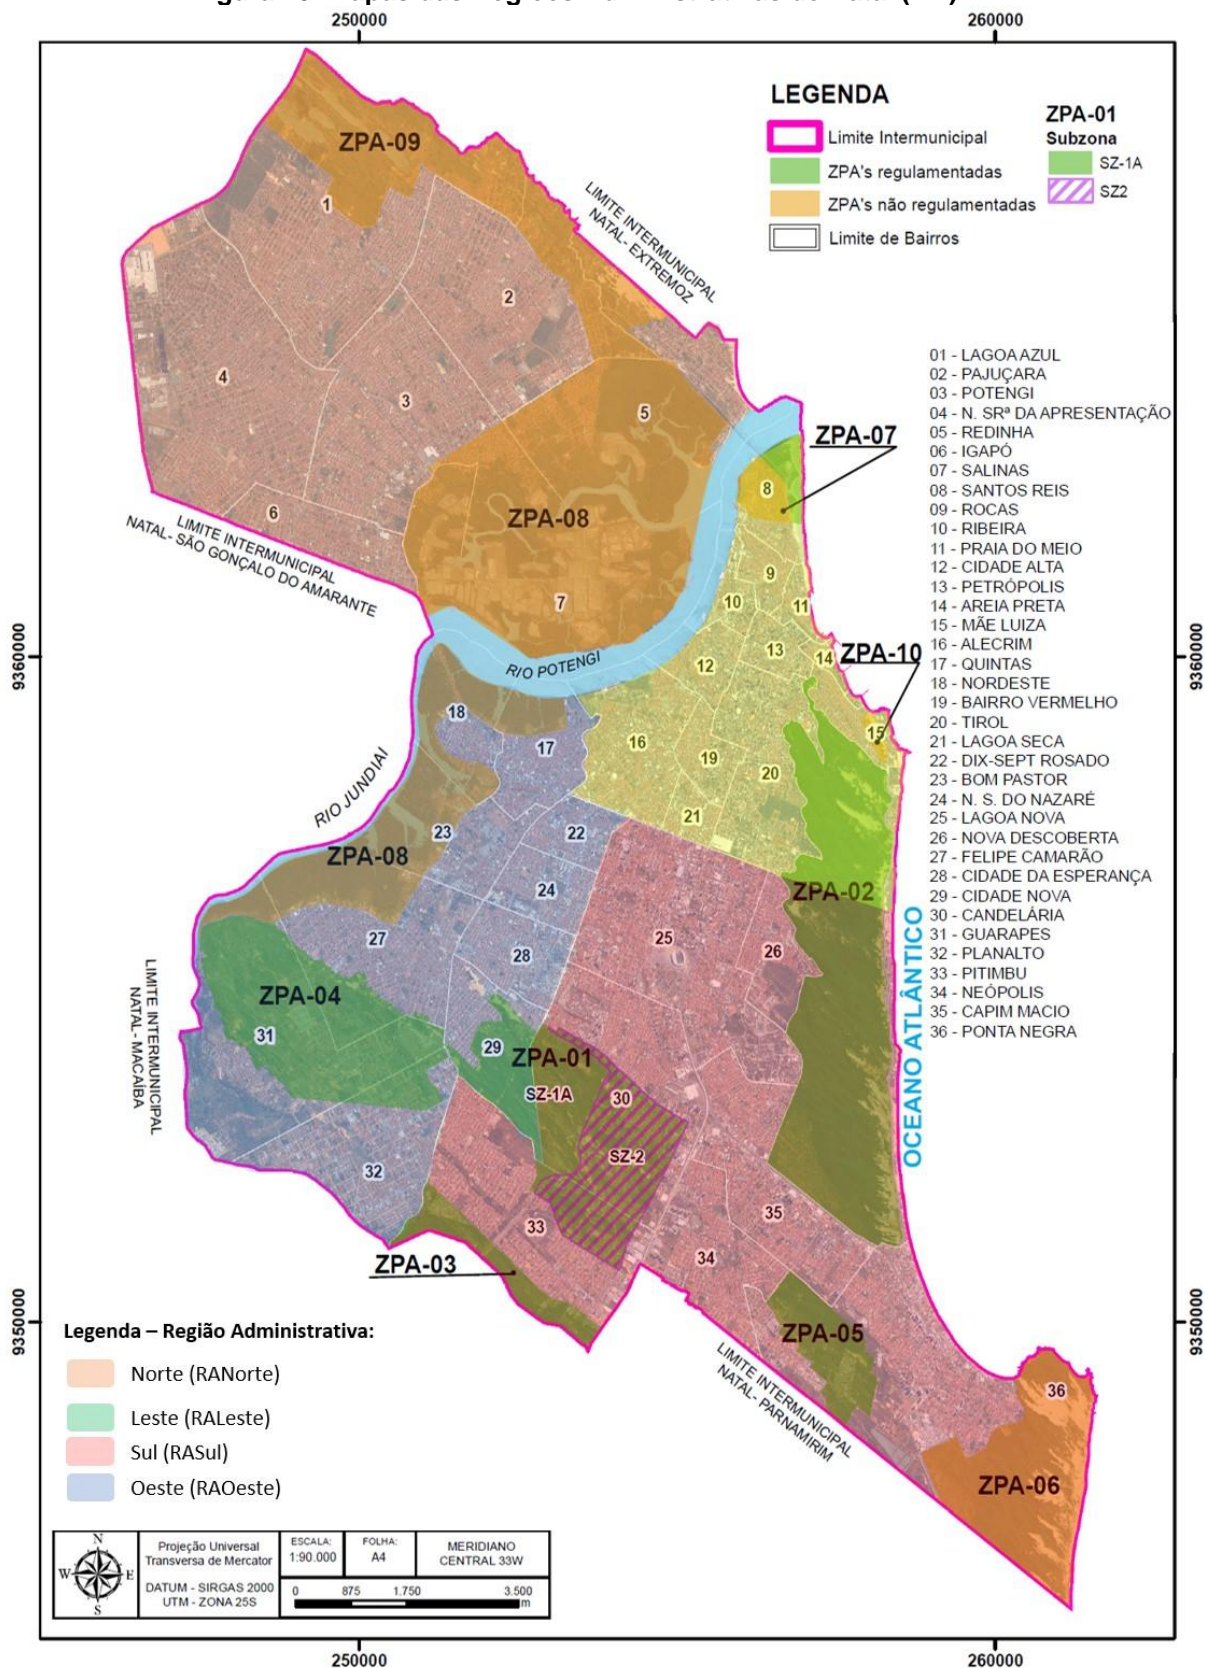 250000
260000
LEGENDA
Limite Intermunicipal
ZPA's regulamentadas
ZPA's não regulamentadas
Limite de Bairros
ZPA-01
Subzona
SZ-1A
SZ2
ZPA-09
1
LIMITE INTERMUNICIPAL
NATAL- EXTREMOZ
2
4
3
5
6
LIMITE INTERMUNICIPAL
NATAL- SÃO GONÇALO DO AMARANTE
ZPA-08
7
ZPA-07
8
01 - LAGOA AZUL
02 - PAJUÇARA
03 - POTENGI
04 - N. SRª DA APRESENTAÇÃO
05 - REDINHA
06 - IGAPÓ
07 - SALINAS
08 - SANTOS REIS
09 - ROCAS
10 - RIBEIRA
11 - PRAIA DO MEIO
12 - CIDADE ALTA
13 - PETRÓPOLIS
14 - AREIA PRETA
15 - MÃE LUIZA
16 - ALECRIM
17 - QUINTAS
18 - NORDESTE
19 - BAIRRO VERMELHO
20 - TIROL
21 - LAGOA SECA
22 - DIX-SEPT ROSADO
23 - BOM PASTOR
24 - N. S. DO NAZARÉ
25 - LAGOA NOVA
26 - NOVA DESCOBERTA
27 - FELIPE CAMARÃO
28 - CIDADE DA ESPERANÇA
29 - CIDADE NOVA
30 - CANDELÁRIA
31 - GUARAPES
32 - PLANALTO
33 - PITIMBU
34 - NEÓPOLIS
35 - CAPIM MACIO
36 - PONTA NEGRA
9
10
11
9360000
9360000
RIO POTENGI
12
13
14
ZPA-10
15
18
17
16
19
20
21
RIO JUNDIAI
23
22
ZPA-08
24
ZPA-02
27
28
25
26
OCEANO ATLÂNTICO
LIMITE INTERMUNICIPAL
NATAL- MACAÍBA
ZPA-04
31
29
ZPA-01
SZ-1A
30
SZ-2
32
33
35
34
ZPA-03
9350000
9350000
Legenda – Região Administrativa:
Norte (RANorte)
Leste (RALeste)
Sul (RASul)
Oeste (RAOeste)
ZPA-05
LIMITE INTERMUNICIPAL
NATAL- PARNAMIRIM
36
ZPA-06
N
W
E
S
Projeção Universal
Transversa de Mercator
DATUM - SIRGAS 2000
UTM - ZONA 25S
ESCALA:
1:90.000
FOLHA:
A4
MERIDIANO
CENTRAL 33W
0 875 1.750 3.500
m
250000
260000